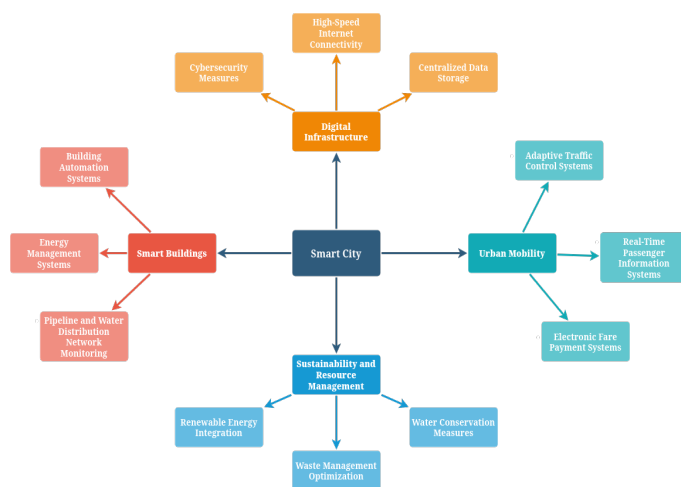 High-Speed
Internet
Connectivity
Cybersecurity
Measures
Centralized Data
Storage
Digital
Infrastructure
Building
Automation
Systems
Adaptive Traffic
Control Systems
Energy
Management
Systems
Smart Buildings
Smart City
Urban Mobility
Real-Time
Passenger
Information
Systems
Pipeline and Water
Distribution
Network
Monitoring
Electronic Fare
Payment Systems
Sustainability and
Resource
Management
Renewable Energy
Integration
Water Conservation
Measures
Waste Management
Optimization